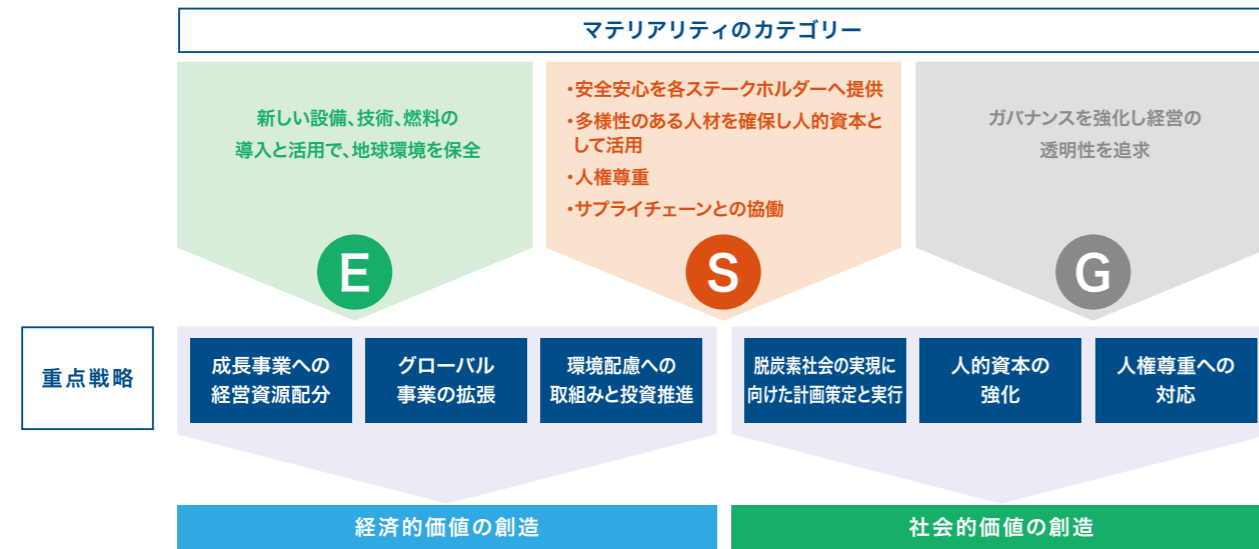 マテリアリティのカテゴリー
新しい設備、技術、燃料の
導入と活用で、地球環境を保全
E
・安全安心を各ステークホルダーへ提供
・多様性のある人材を確保し人的資本と
して活用
・人権尊重
・サプライチェーンとの協働
S
ガバナンスを強化し経営の
透明性を追求
G
重点戦略
成長事業への
経営資源配分
グローバル
事業の拡張
環境配慮への
取組みと投資推進
脱炭素社会の実現に
向けた計画策定と実行
人的資本の
強化
人権尊重への
対応
経済的価値の創造
社会的価値の創造